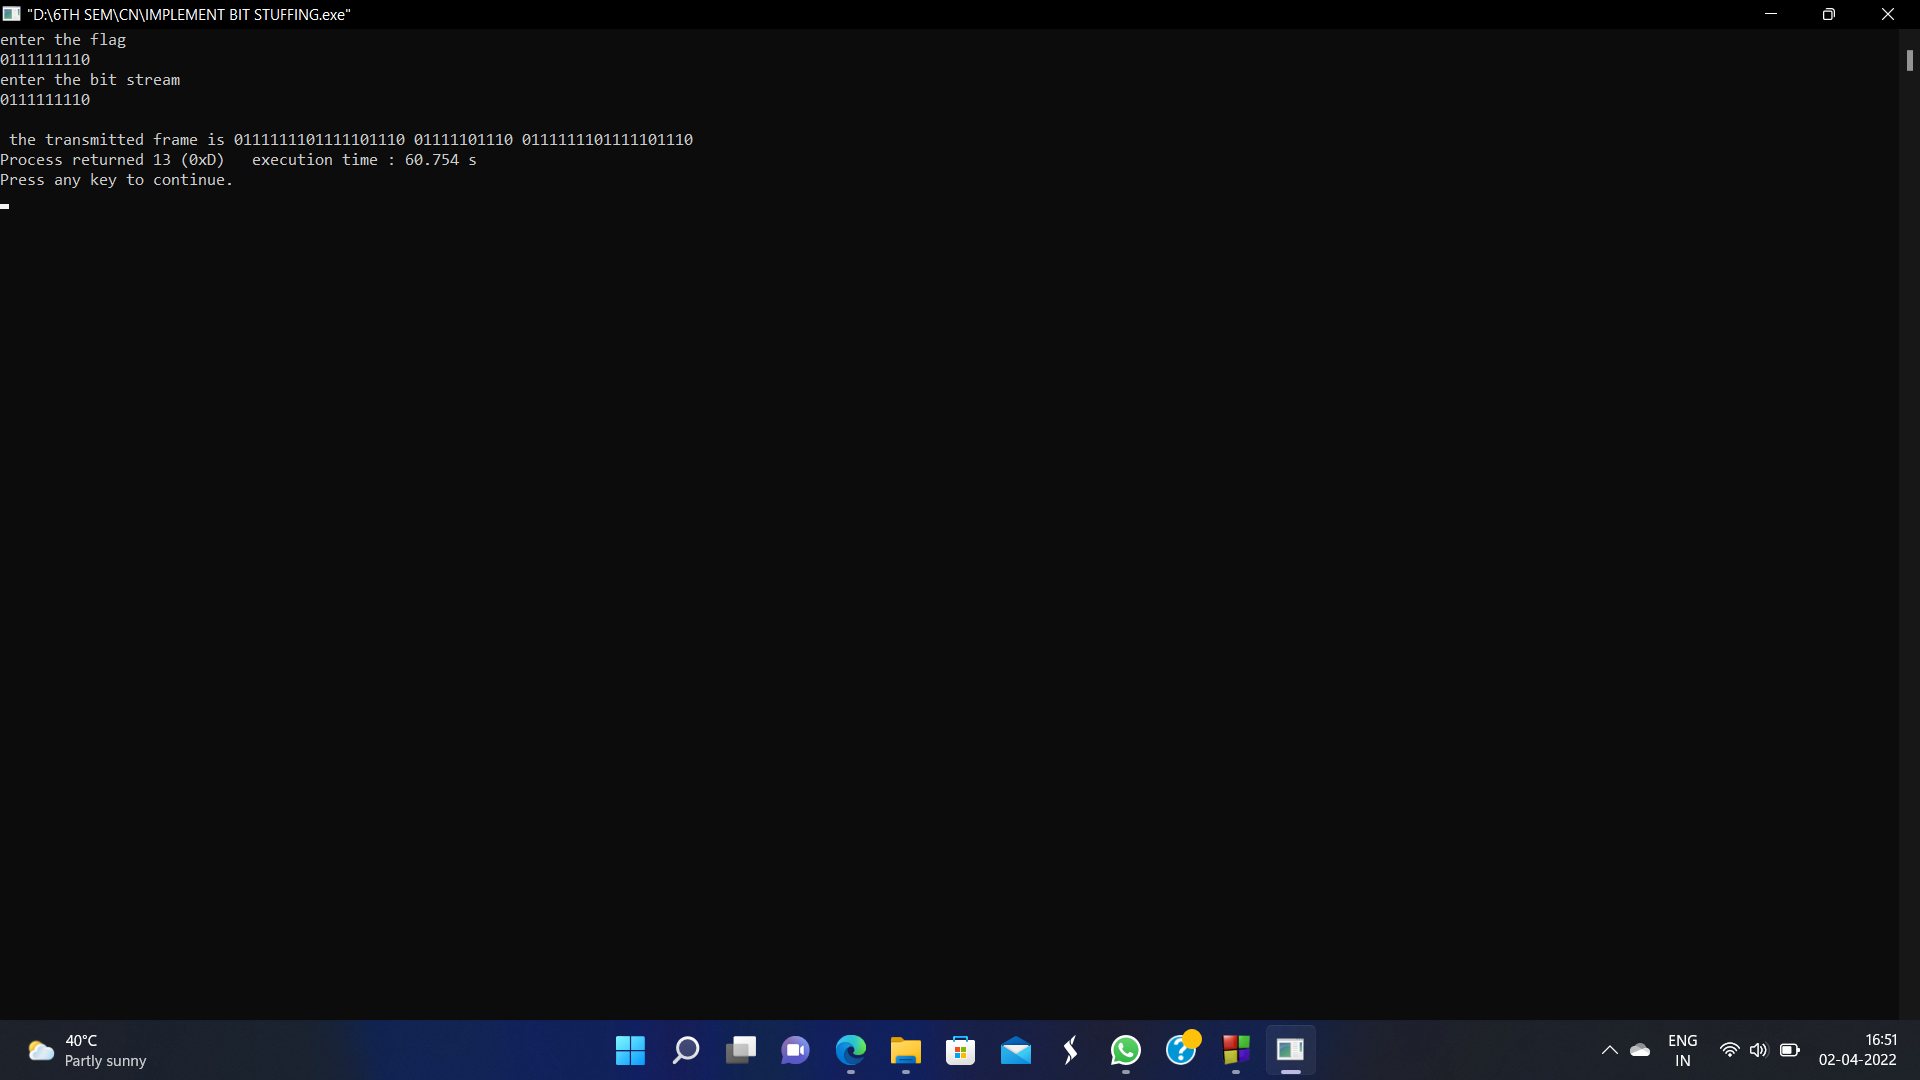 "D:\6TH SEM\CN\IMPLEMENT BIT STUFFING.exe"
enter the flag
0111111110
enter the bit stream
0111111110
the transmitted frame is 0111111101111101110 01111101110 0111111101111101110
Process returned 13 (0xD)   execution time : 60.754 s
Press any key to continue.
40°C
Partly sunny
ENG
IN
16:51
02-04-2022